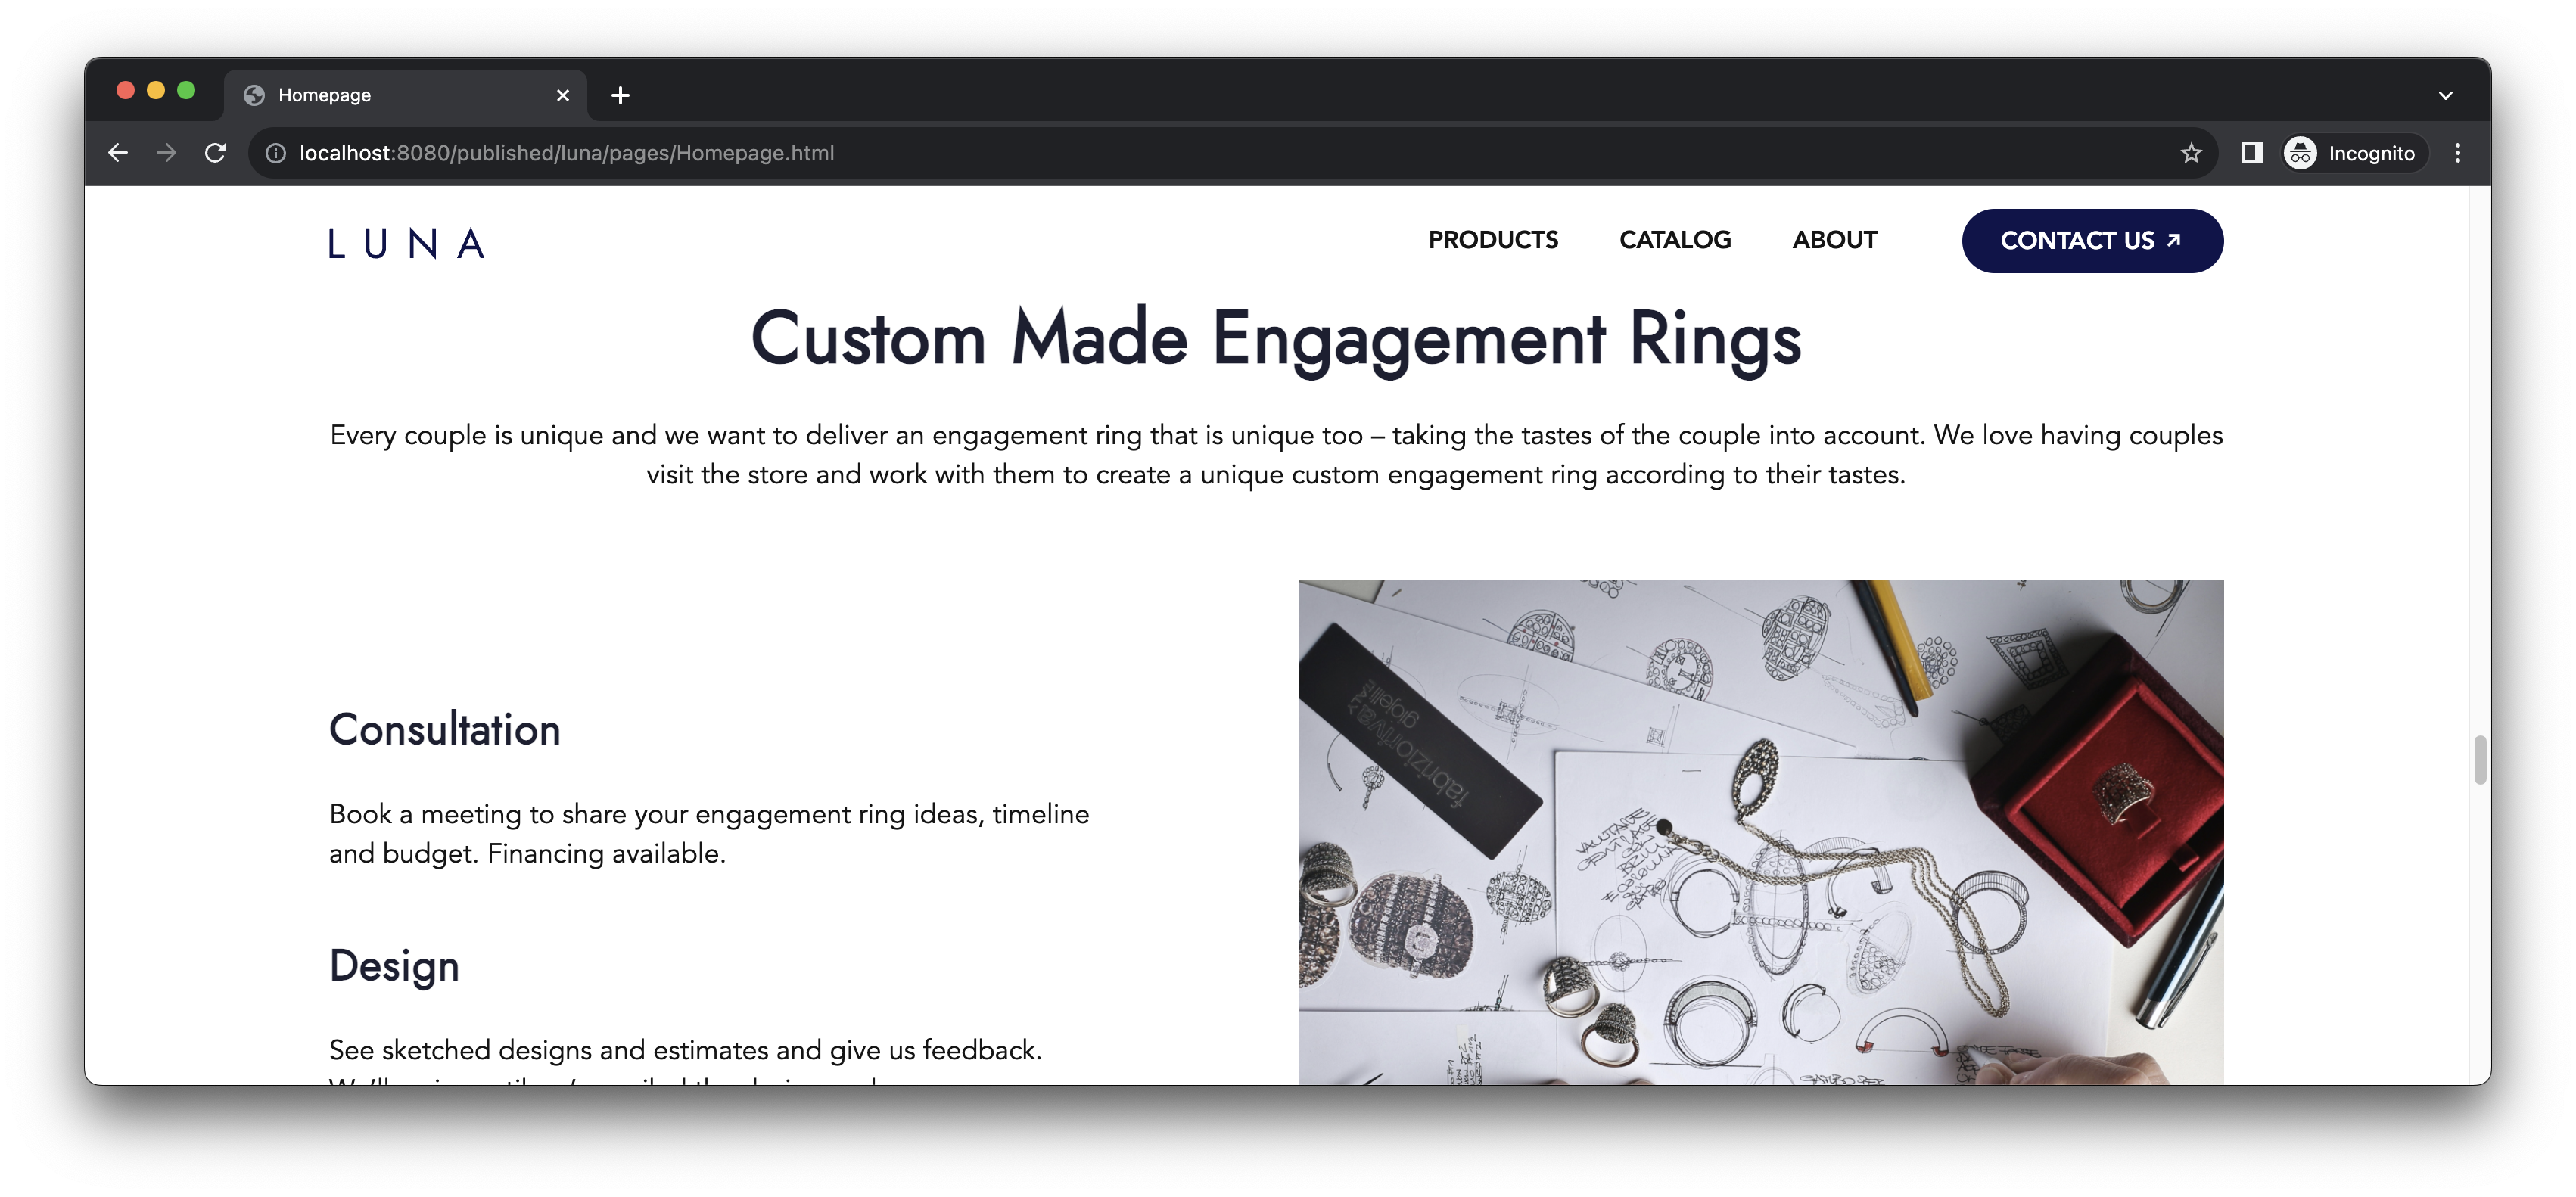 Homepage
localhost:8080/published/luna/pages/Homepage.html
Incognito
LUNA
PRODUCTS
CATALOG
ABOUT
CONTACT US
Custom Made Engagement Rings
Every couple is unique and we want to deliver an engagement ring that is unique too – taking the tastes of the couple into account. We love having couples
visit the store and work with them to create a unique custom engagement ring according to their tastes.
Consultation
Book a meeting to share your engagement ring ideas, timeline
and budget. Financing available.
Design
See sketched designs and estimates and give us feedback.
fabrizioriva
gioielli